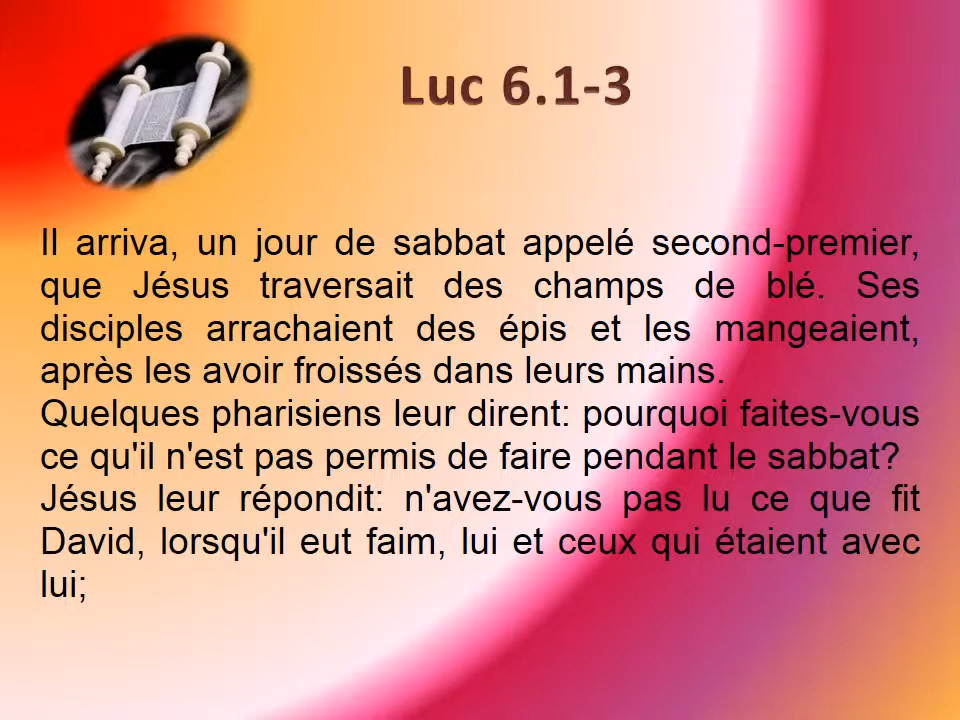 Luc 6.1-3
Il arriva, un jour de sabbat appelé second-premier,
que Jésus traversait des champs de blé. Ses
disciples arrachaient des épis et les mangeaient,
après les avoir froissés dans leurs mains.
Quelques pharisiens leur dirent: pourquoi faites-vous
ce qu'il n'est pas permis de faire pendant le sabbat?
Jésus leur répondit: n'avez-vous pas lu ce que fit
David, lorsqu'il eut faim, lui et ceux qui étaient avec
lui;